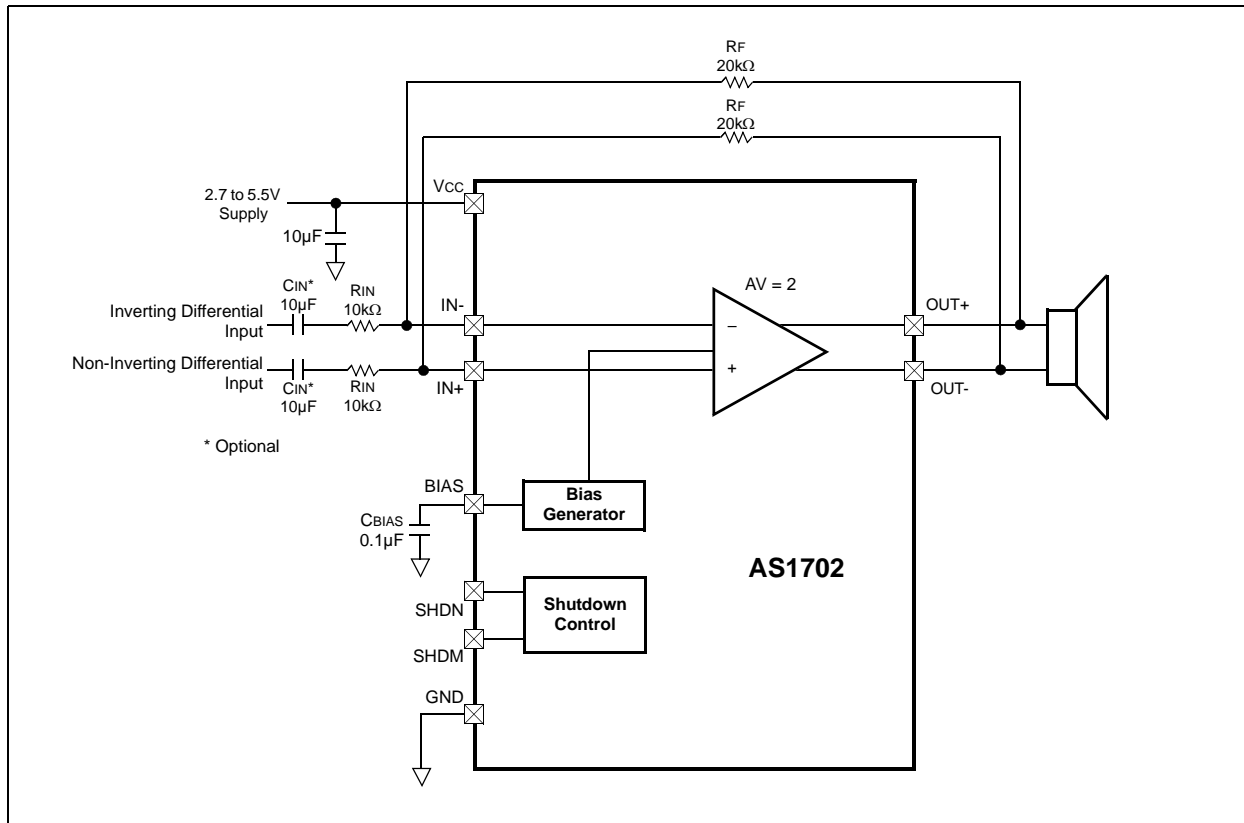 RF
20kΩ
RF
20kΩ
VCC
2.7 to 5.5V
Supply
10µF
AV = 2
CIN*
10µF
RIN
10kΩ
IN-
OUT+
Inverting Differential
Input
–
Non-Inverting Differential
Input
+
CIN*
10µF
RIN
10kΩ
IN+
OUT-
* Optional
BIAS
Bias
Generator
CBIAS
0.1µF
AS1702
SHDN
Shutdown
Control
SHDM
GND